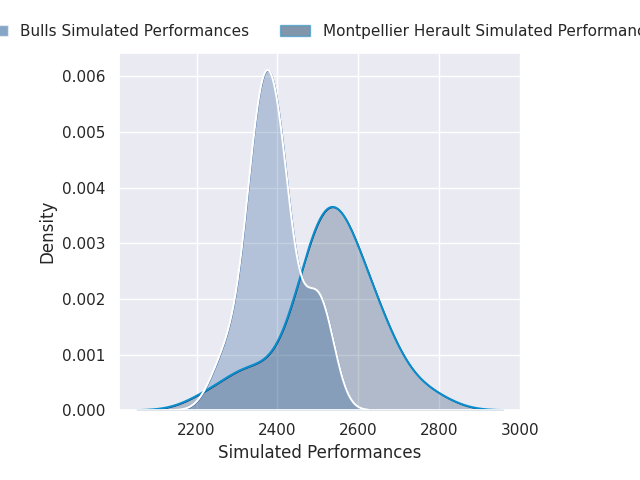 Bulls Simulated Performances
Montpellier Herault Simulated
0.006
0.005
0.004
0.003
0.002
0.001
0.000
Density
2200 2400 2600 2800 3000
Simulated Performances